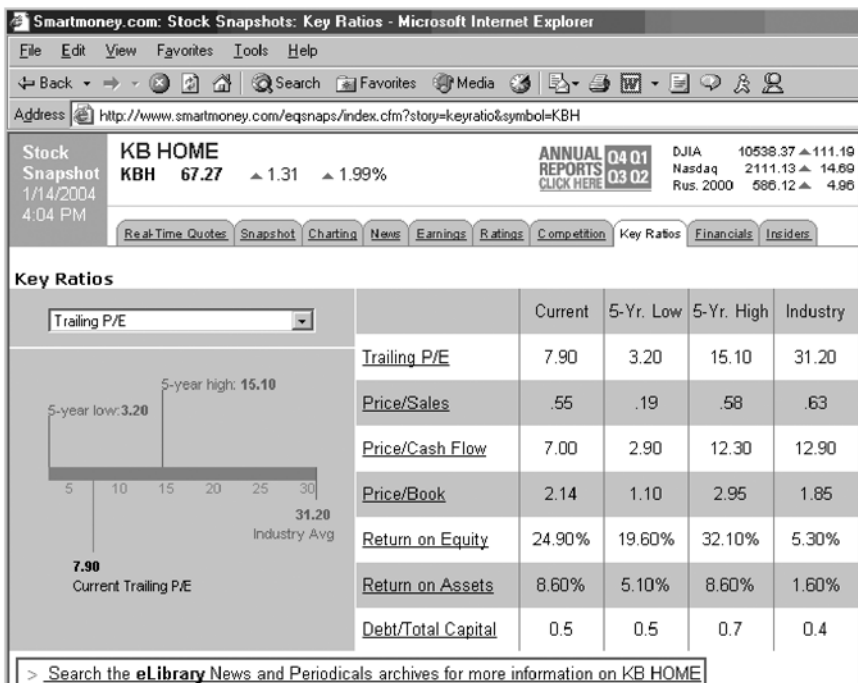 Smartmoney.com: Stock Snapshots: Key Ratios - Microsoft Internet Explorer
File Edit View Favorites Tools Help
Back Search Favorites Media
Address http://www.smartmoney.com/eqsnaps/index.cfm?story=keyratio&symbol=KBH
Stock Snapshot 1/14/2004 4:04 PM
KB HOME
KBH 67.27 ▲1.31 ▲1.99%
ANNUAL REPORTS CLICK HERE Q4 Q1 Q3 Q2
DJIA 10538.37 ▲111.19
Nasdaq 2111.13 ▲ 14.69
Rus. 2000 586.12 ▲ 4.96
Real-Time Quotes Snapshot Charting News Earnings Ratings Competition Key Ratios Financials Insiders
Key Ratios
Trailing P/E
5-year high: 15.10
5-year low:3.20
5 10 15 20 25 30
31.20
Industry Avg
7.90
Current Trailing P/E
Current 5-Yr. Low 5-Yr. High Industry
Trailing P/E 7.90 3.20 15.10 31.20
Price/Sales .55 .19 .58 .63
Price/Cash Flow 7.00 2.90 12.30 12.90
Price/Book 2.14 1.10 2.95 1.85
Return on Equity 24.90% 19.60% 32.10% 5.30%
Return on Assets 8.60% 5.10% 8.60% 1.60%
Debt/Total Capital 0.5 0.5 0.7 0.4
> Search the eLibrary News and Periodicals archives for more information on KB HOME